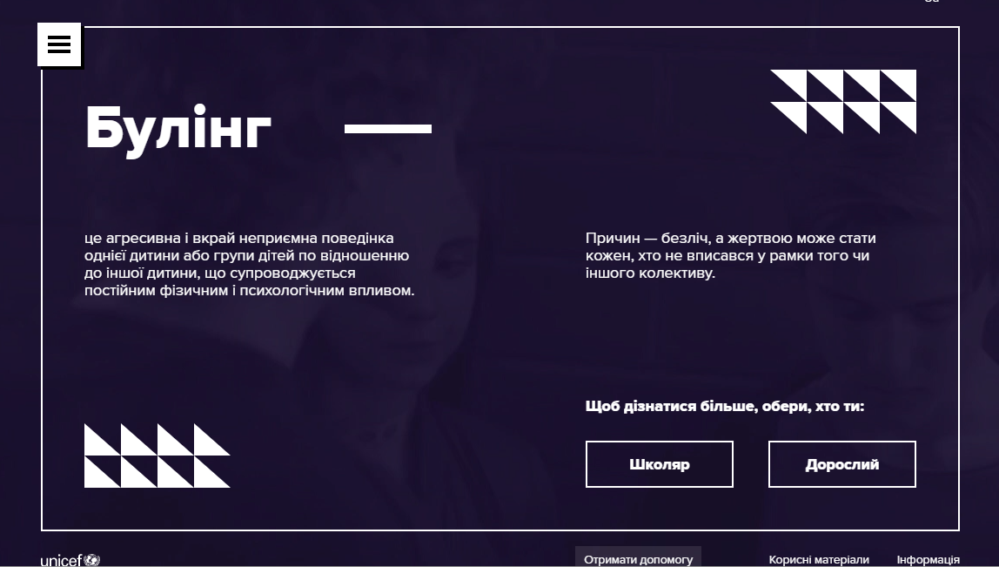 Булінг
це агресивна і вкрай неприємна поведінка
однієї дитини або групи дітей по відношенню
до іншої дитини, що супроводжується
постійним фізичним і психологічним впливом.
Причин — безліч, а жертвою може стати
кожен, хто не вписався у рамки того чи
іншого колективу.
Щоб дізнатися більше, обери, хто ти:
Школяр
Дорослий
unicef
Отримати допомогу
Корисні матеріали
Інформація